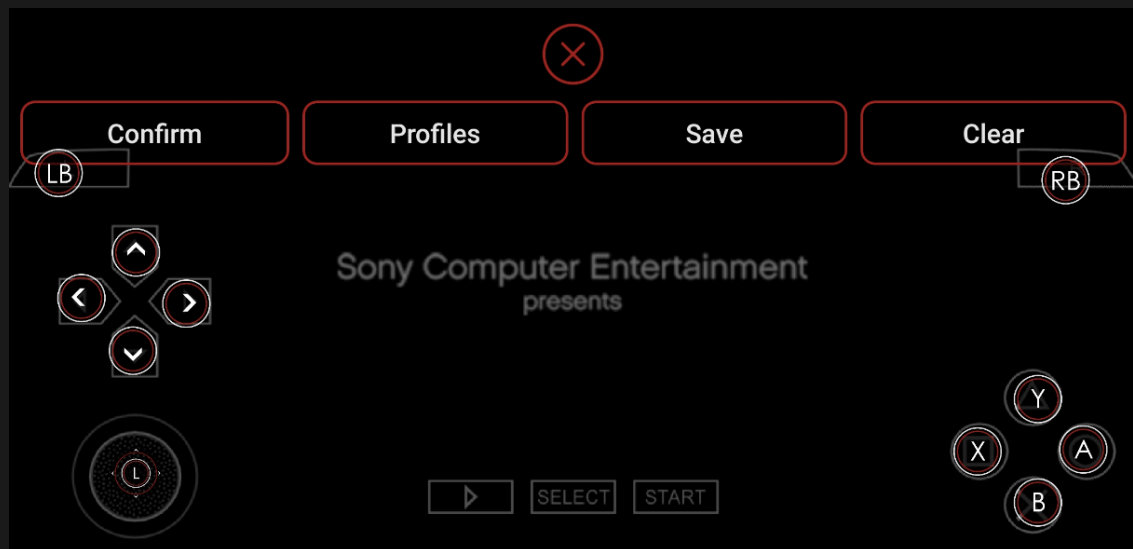 Confirm Profiles Save Clear
LB RB
Sony Computer Entertainment
presents
Y
X A
L
SELECT START
B